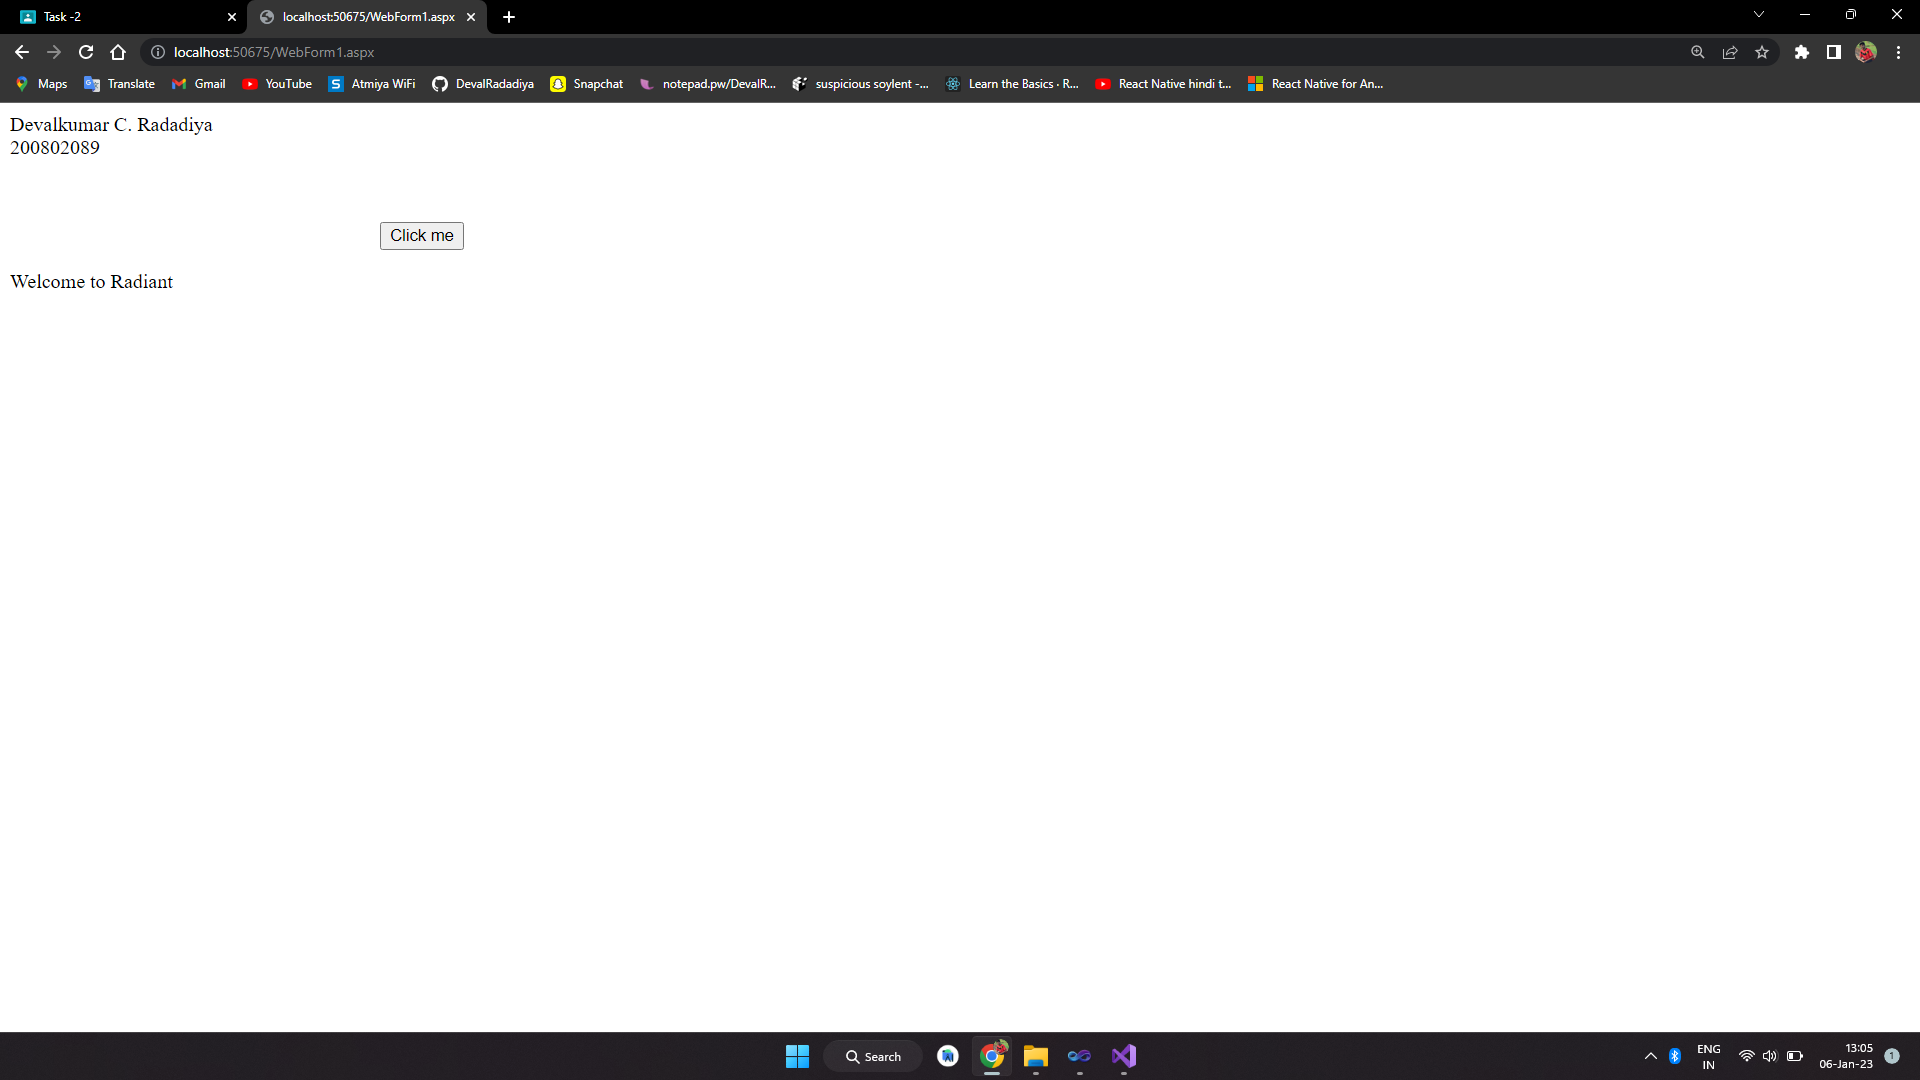 Task -2
localhost:50675/WebForm1.aspx
localhost:50675/WebForm1.aspx
Maps Translate Gmail YouTube Atmiya WiFi DevalRadadiya Snapchat notepad.pw/DevalR... suspicious soylent -... Learn the Basics · R... React Native hindi t... React Native for An...
Devalkumar C. Radadiya
200802089
Click me
Welcome to Radiant
Search
ENG
IN
13:05
06-Jan-23
1